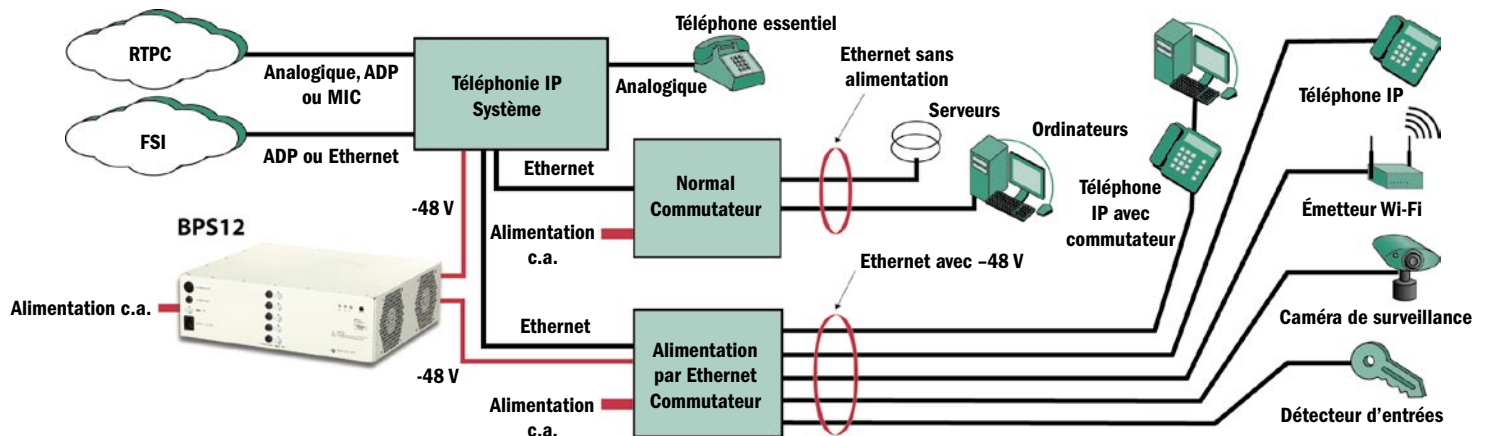 RTPC
Analogique, ADP
ou MIC
FSI
ADP ou Ethernet
Téléphonie IP
Système
Téléphone essentiel
Analogique
Ethernet sans
alimentation
Serveurs
Ordinateurs
Ethernet
Normal
Commutateur
-48 V
Alimentation
c.a.
BPS12
Alimentation c.a.
-48 V
Ethernet
Alimentation
par Ethernet
Commutateur
Alimentation
c.a.
Ethernet avec –48 V
Téléphone
IP avec
commutateur
Téléphone IP
Émetteur Wi-Fi
Caméra de surveillance
Détecteur d'entrées